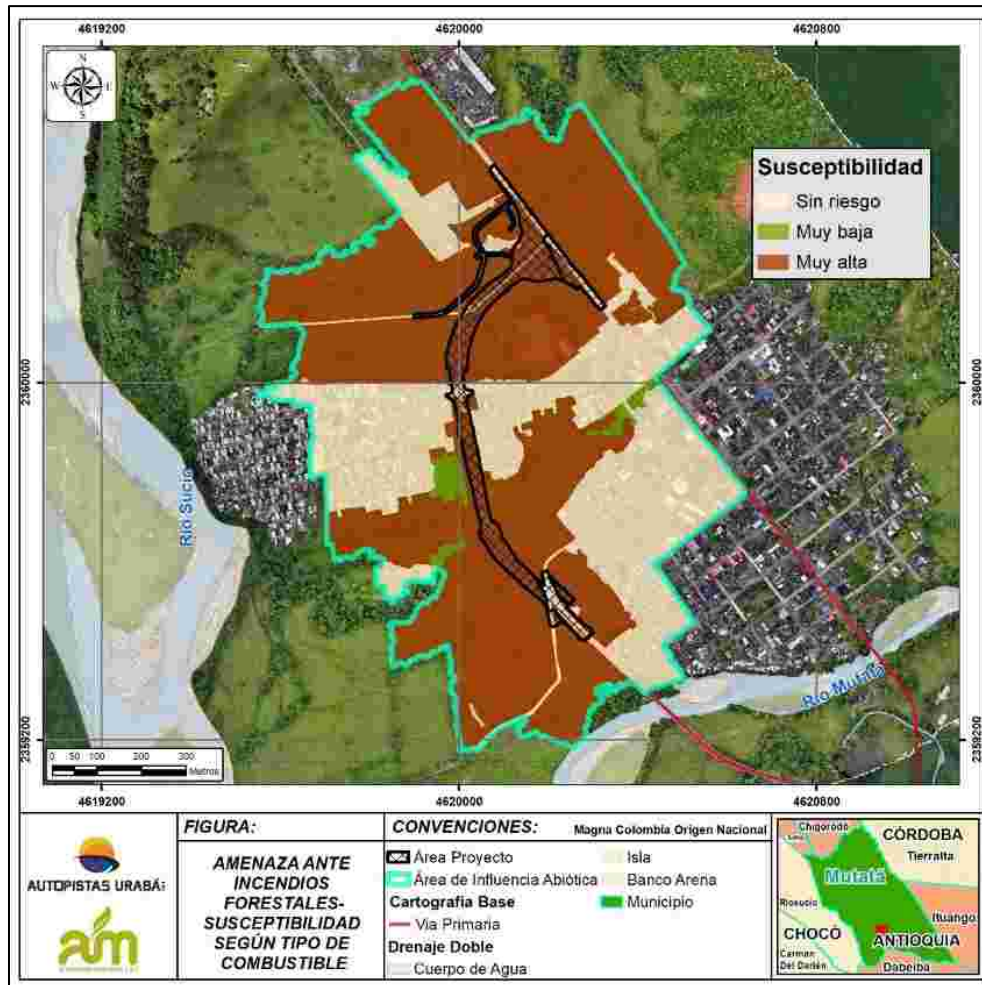 4619200
4620000
4620800
N
W
E
S
Susceptibilidad
Sin riesgo
Muy baja
Muy alta
2360000
2360000
Río Sucio
Río Mutatá
2359200
2359200
0 50 100 200 300
Metros
4619200
4620000
4620800
AUTOPISTAS URABÁ
aim
FIGURA:
AMENAZA ANTE
INCENDIOS
FORESTALES-
SUSCEPTIBILIDAD
SEGÚN TIPO DE
COMBUSTIBLE
CONVENCIONES:
Magna Colombia Origen Nacional
Área Proyecto
Área de Influencia Abiótica
Cartografía Base
Vía Primaria
Drenaje Doble
Cuerpo de Agua
Isla
Banco Arena
Municipio
Chigorodó
CÓRDOBA
Tierralta
Mutatá
Riosucio
Ituango
CHOCÓ
ANTIOQUIA
Carmen
Del Darién
Dabeiba